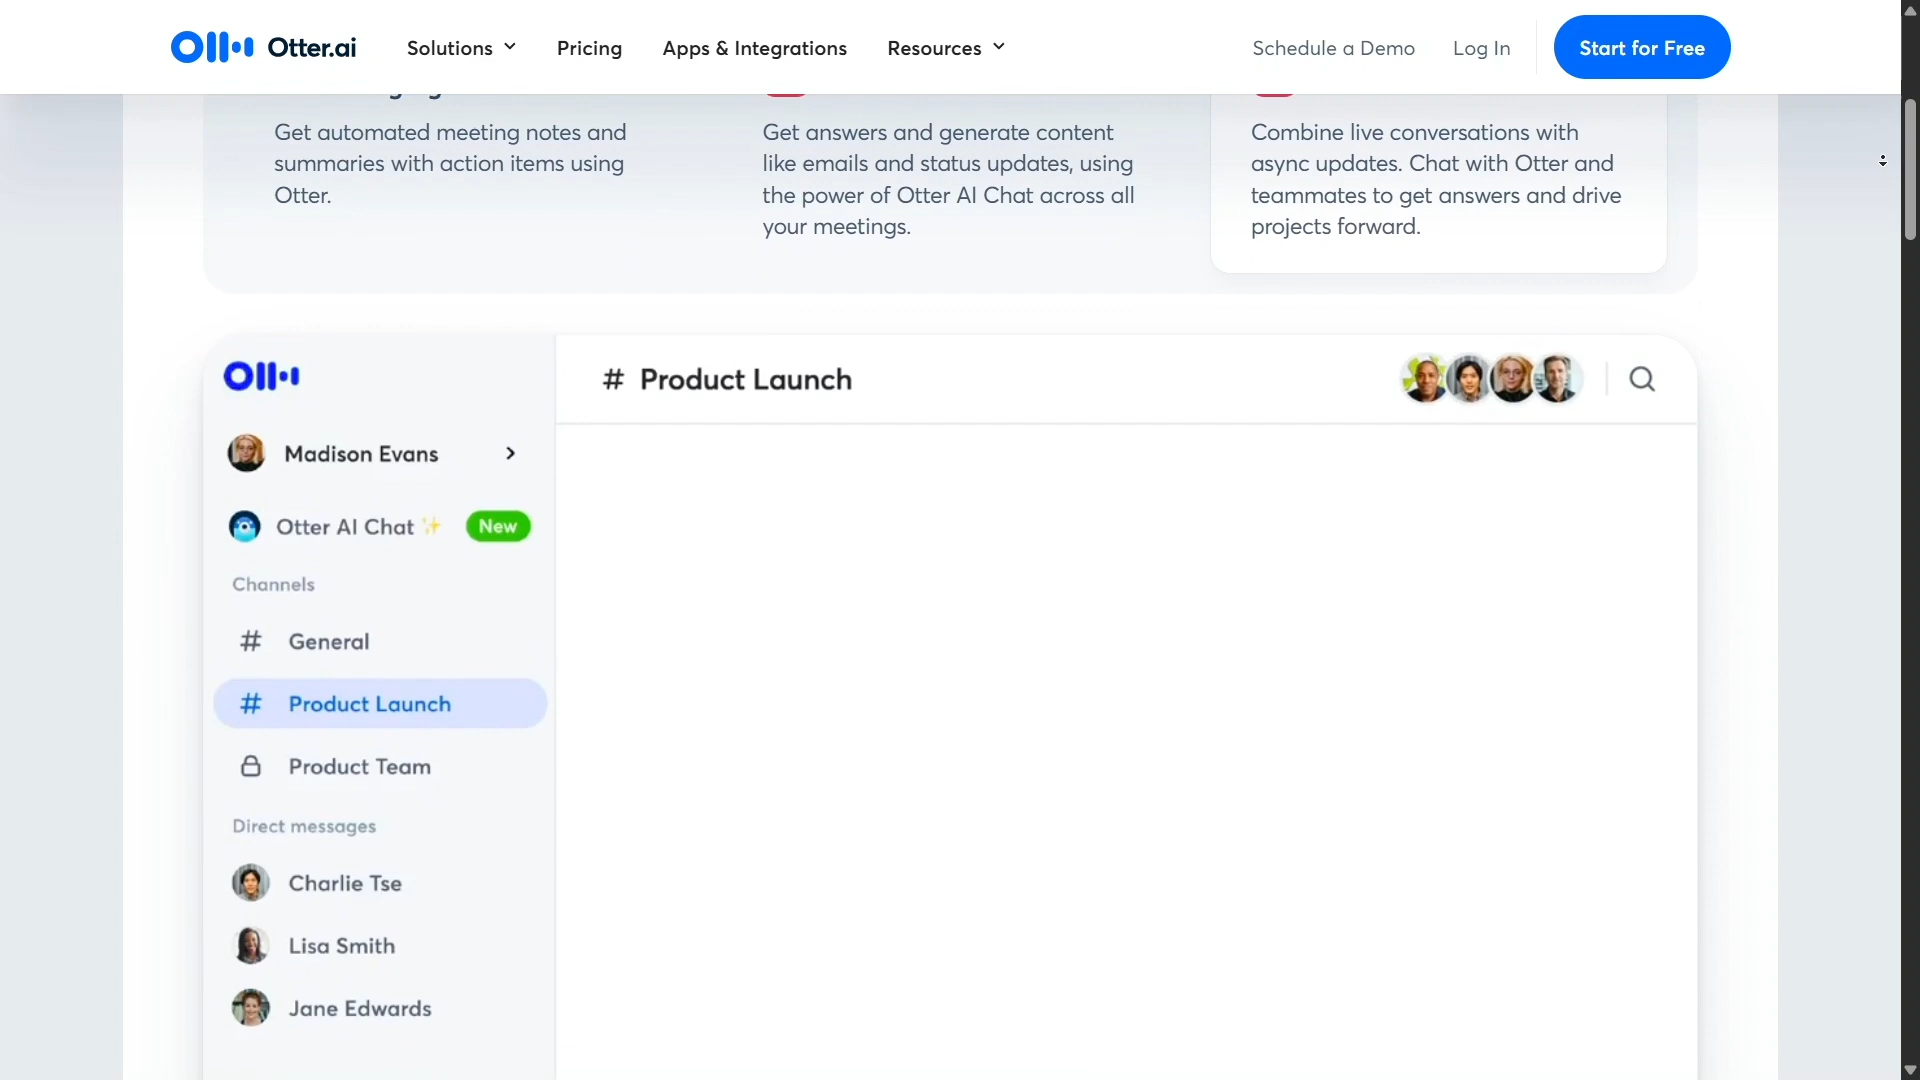 Otter.ai
Solutions
Pricing
Apps & Integrations
Resources
Schedule a Demo
Log In
Start for Free
Get automated meeting notes and
summaries with action items using
Otter.
Get answers and generate content
like emails and status updates, using
the power of Otter AI Chat across all
your meetings.
Combine live conversations with
async updates. Chat with Otter and
teammates to get answers and drive
projects forward.
# Product Launch
Madison Evans
Otter AI Chat ✨ New
Channels
# General
# Product Launch
Product Team
Direct messages
Charlie Tse
Lisa Smith
Jane Edwards